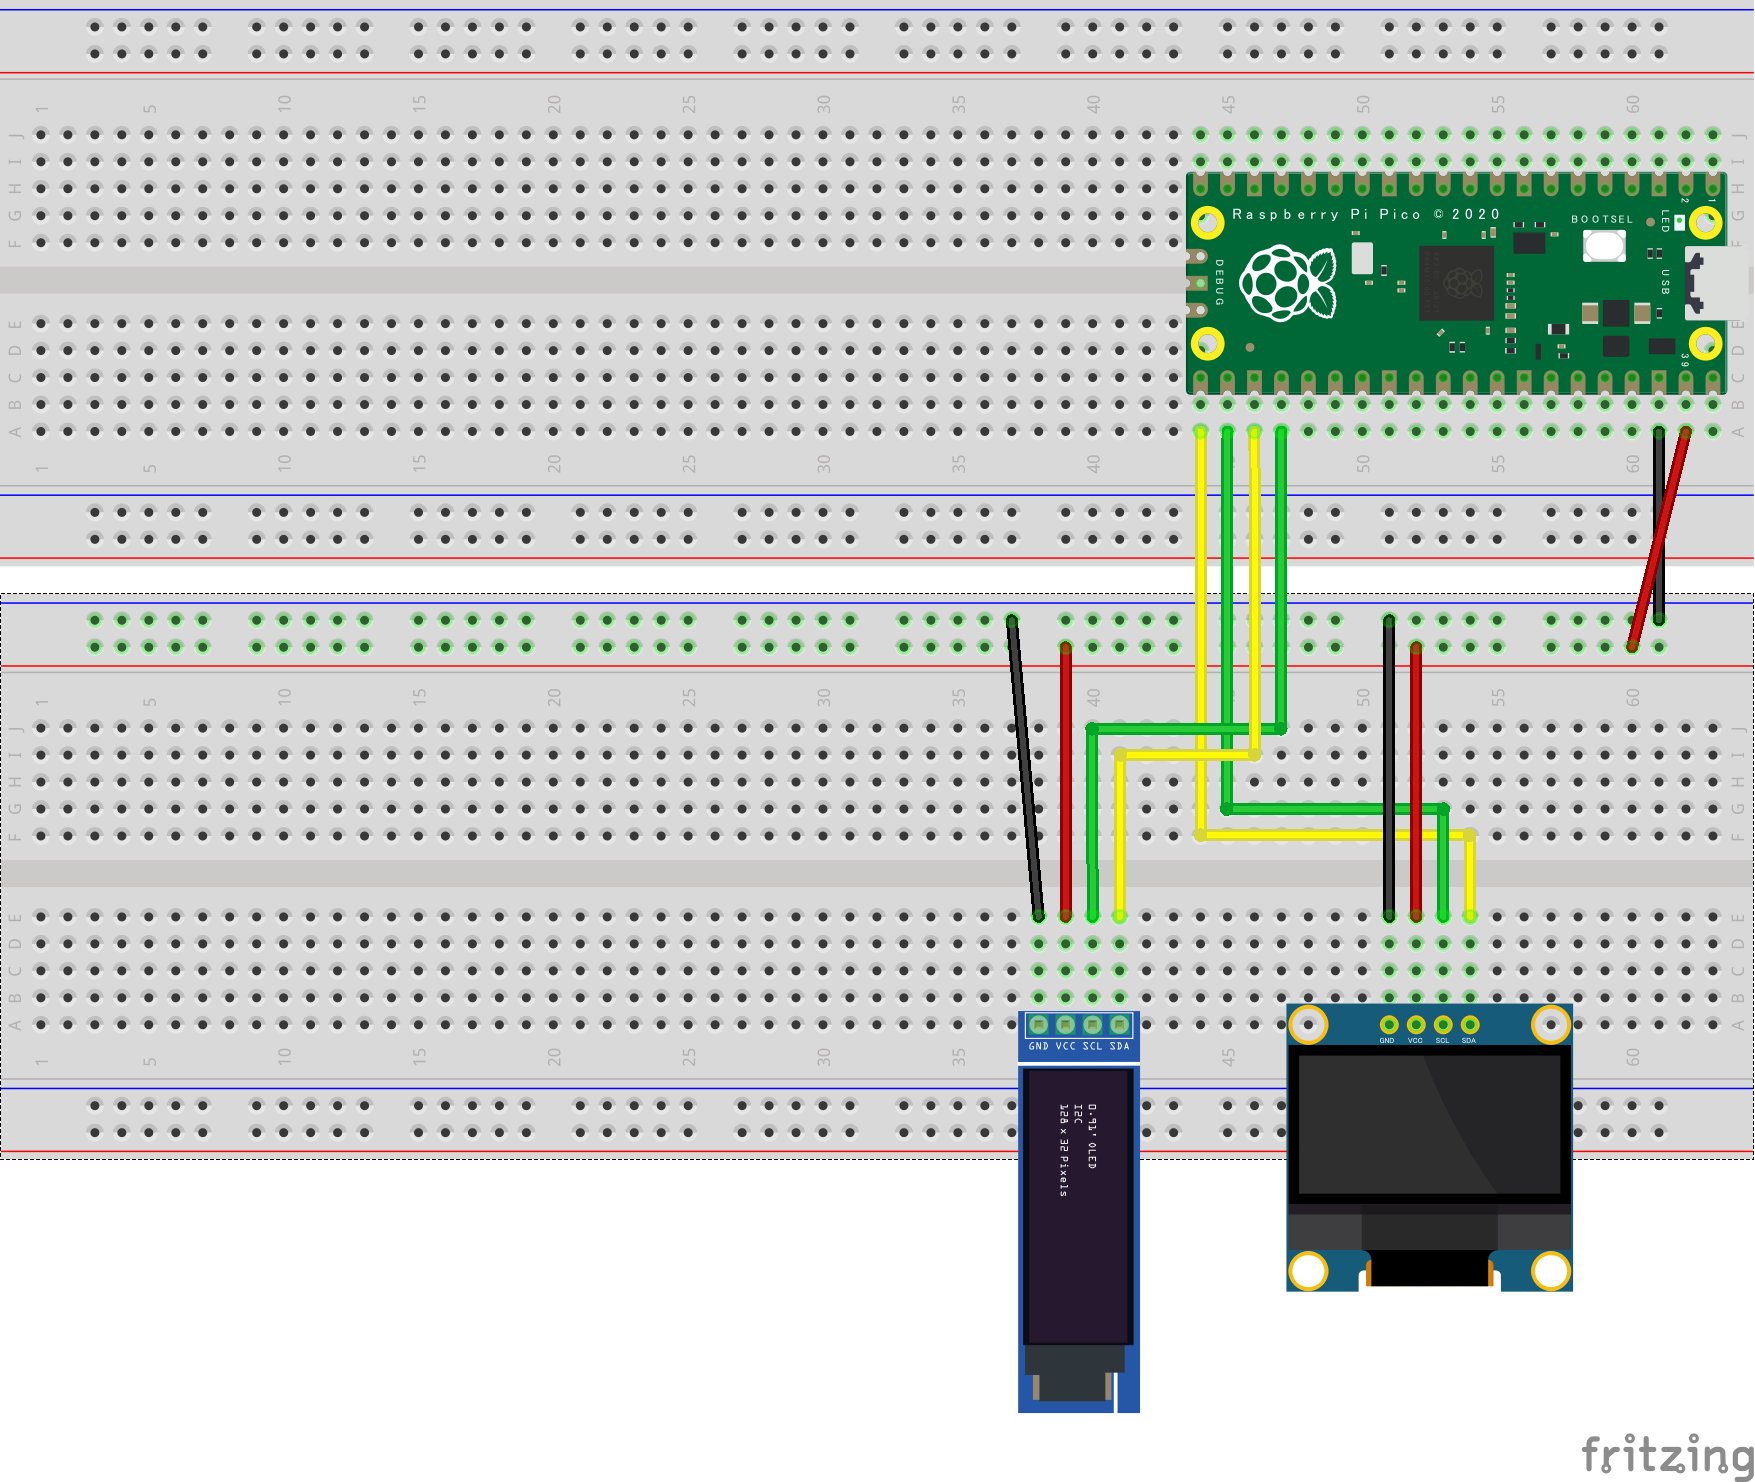 1 5 10 15 20 25 30 35 40 45 50 55 60
J J
I I
H H
G G
F F
Raspberry Pi Pico © 2020
BOOTSEL
LED
2
1
DEBUG
USB
39
E E
D D
C C
B B
A A
1 5 10 15 20 25 30 35 40 50 55 60
1 5 10 15 20 25 30 35 40 50 55 60
J J
I I
H H
G G
F F
E E
D D
C C
B B
A A
GND VCC SCL SDA
GND VCC SCL SDA
1 5 10 15 20 25 30 35 45 60
0.91' OLED
I2C
128 x 32 Pixels
fritzing